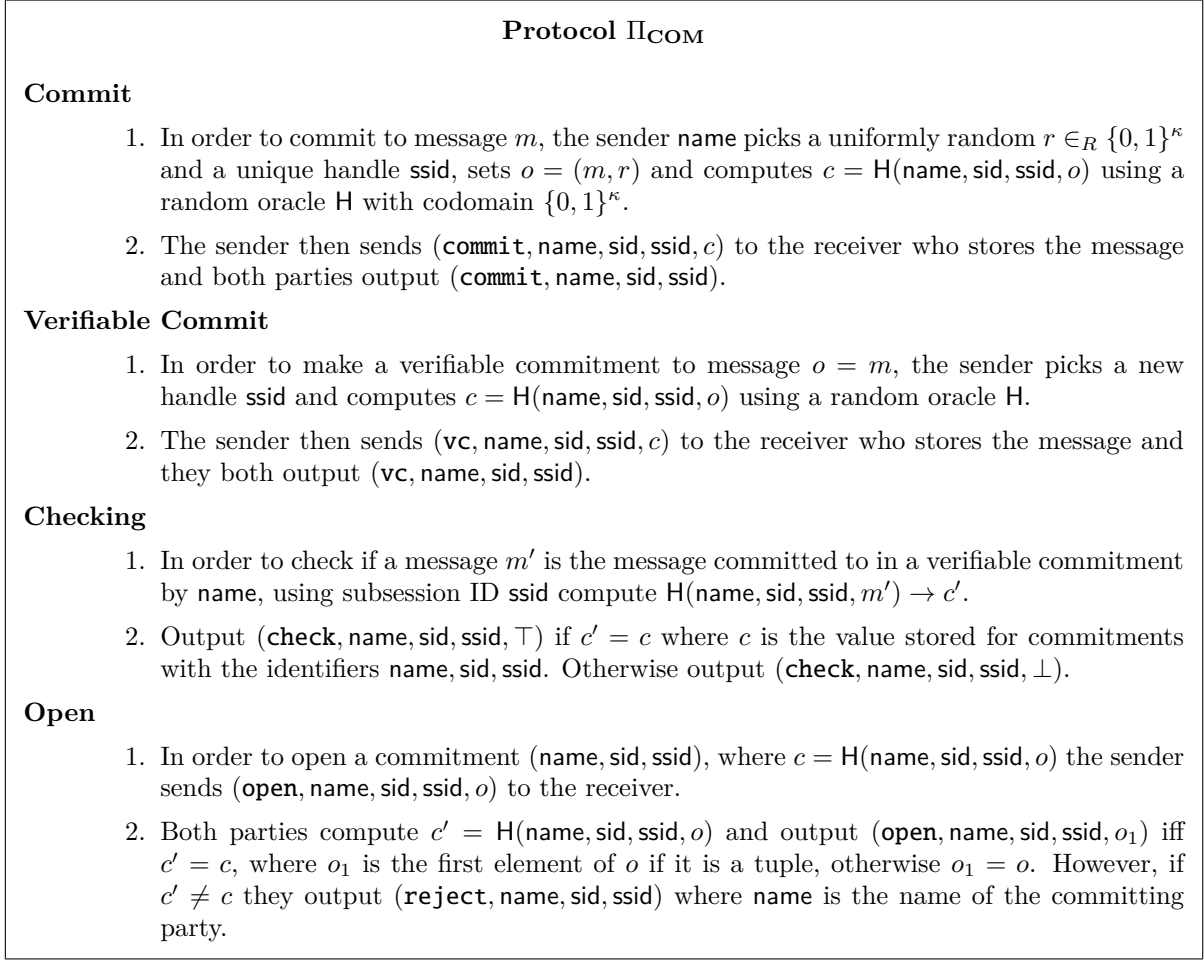 Protocol Π_COM
Commit
1. In order to commit to message m, the sender name picks a uniformly random r ∈_R {0, 1}^κ
and a unique handle ssid, sets o = (m, r) and computes c = H(name, sid, ssid, o) using a
random oracle H with codomain {0, 1}^κ.
2. The sender then sends (commit, name, sid, ssid, c) to the receiver who stores the message
and both parties output (commit, name, sid, ssid).
Verifiable Commit
1. In order to make a verifiable commitment to message o = m, the sender picks a new
handle ssid and computes c = H(name, sid, ssid, o) using a random oracle H.
2. The sender then sends (vc, name, sid, ssid, c) to the receiver who stores the message and
they both output (vc, name, sid, ssid).
Checking
1. In order to check if a message m′ is the message committed to in a verifiable commitment
by name, using subsession ID ssid compute H(name, sid, ssid, m′) → c′.
2. Output (check, name, sid, ssid, ⊤) if c′ = c where c is the value stored for commitments
with the identifiers name, sid, ssid. Otherwise output (check, name, sid, ssid, ⊥).
Open
1. In order to open a commitment (name, sid, ssid), where c = H(name, sid, ssid, o) the sender
sends (open, name, sid, ssid, o) to the receiver.
2. Both parties compute c′ = H(name, sid, ssid, o) and output (open, name, sid, ssid, o₁) iff
c′ = c, where o₁ is the first element of o if it is a tuple, otherwise o₁ = o. However, if
c′ ≠ c they output (reject, name, sid, ssid) where name is the name of the committing
party.